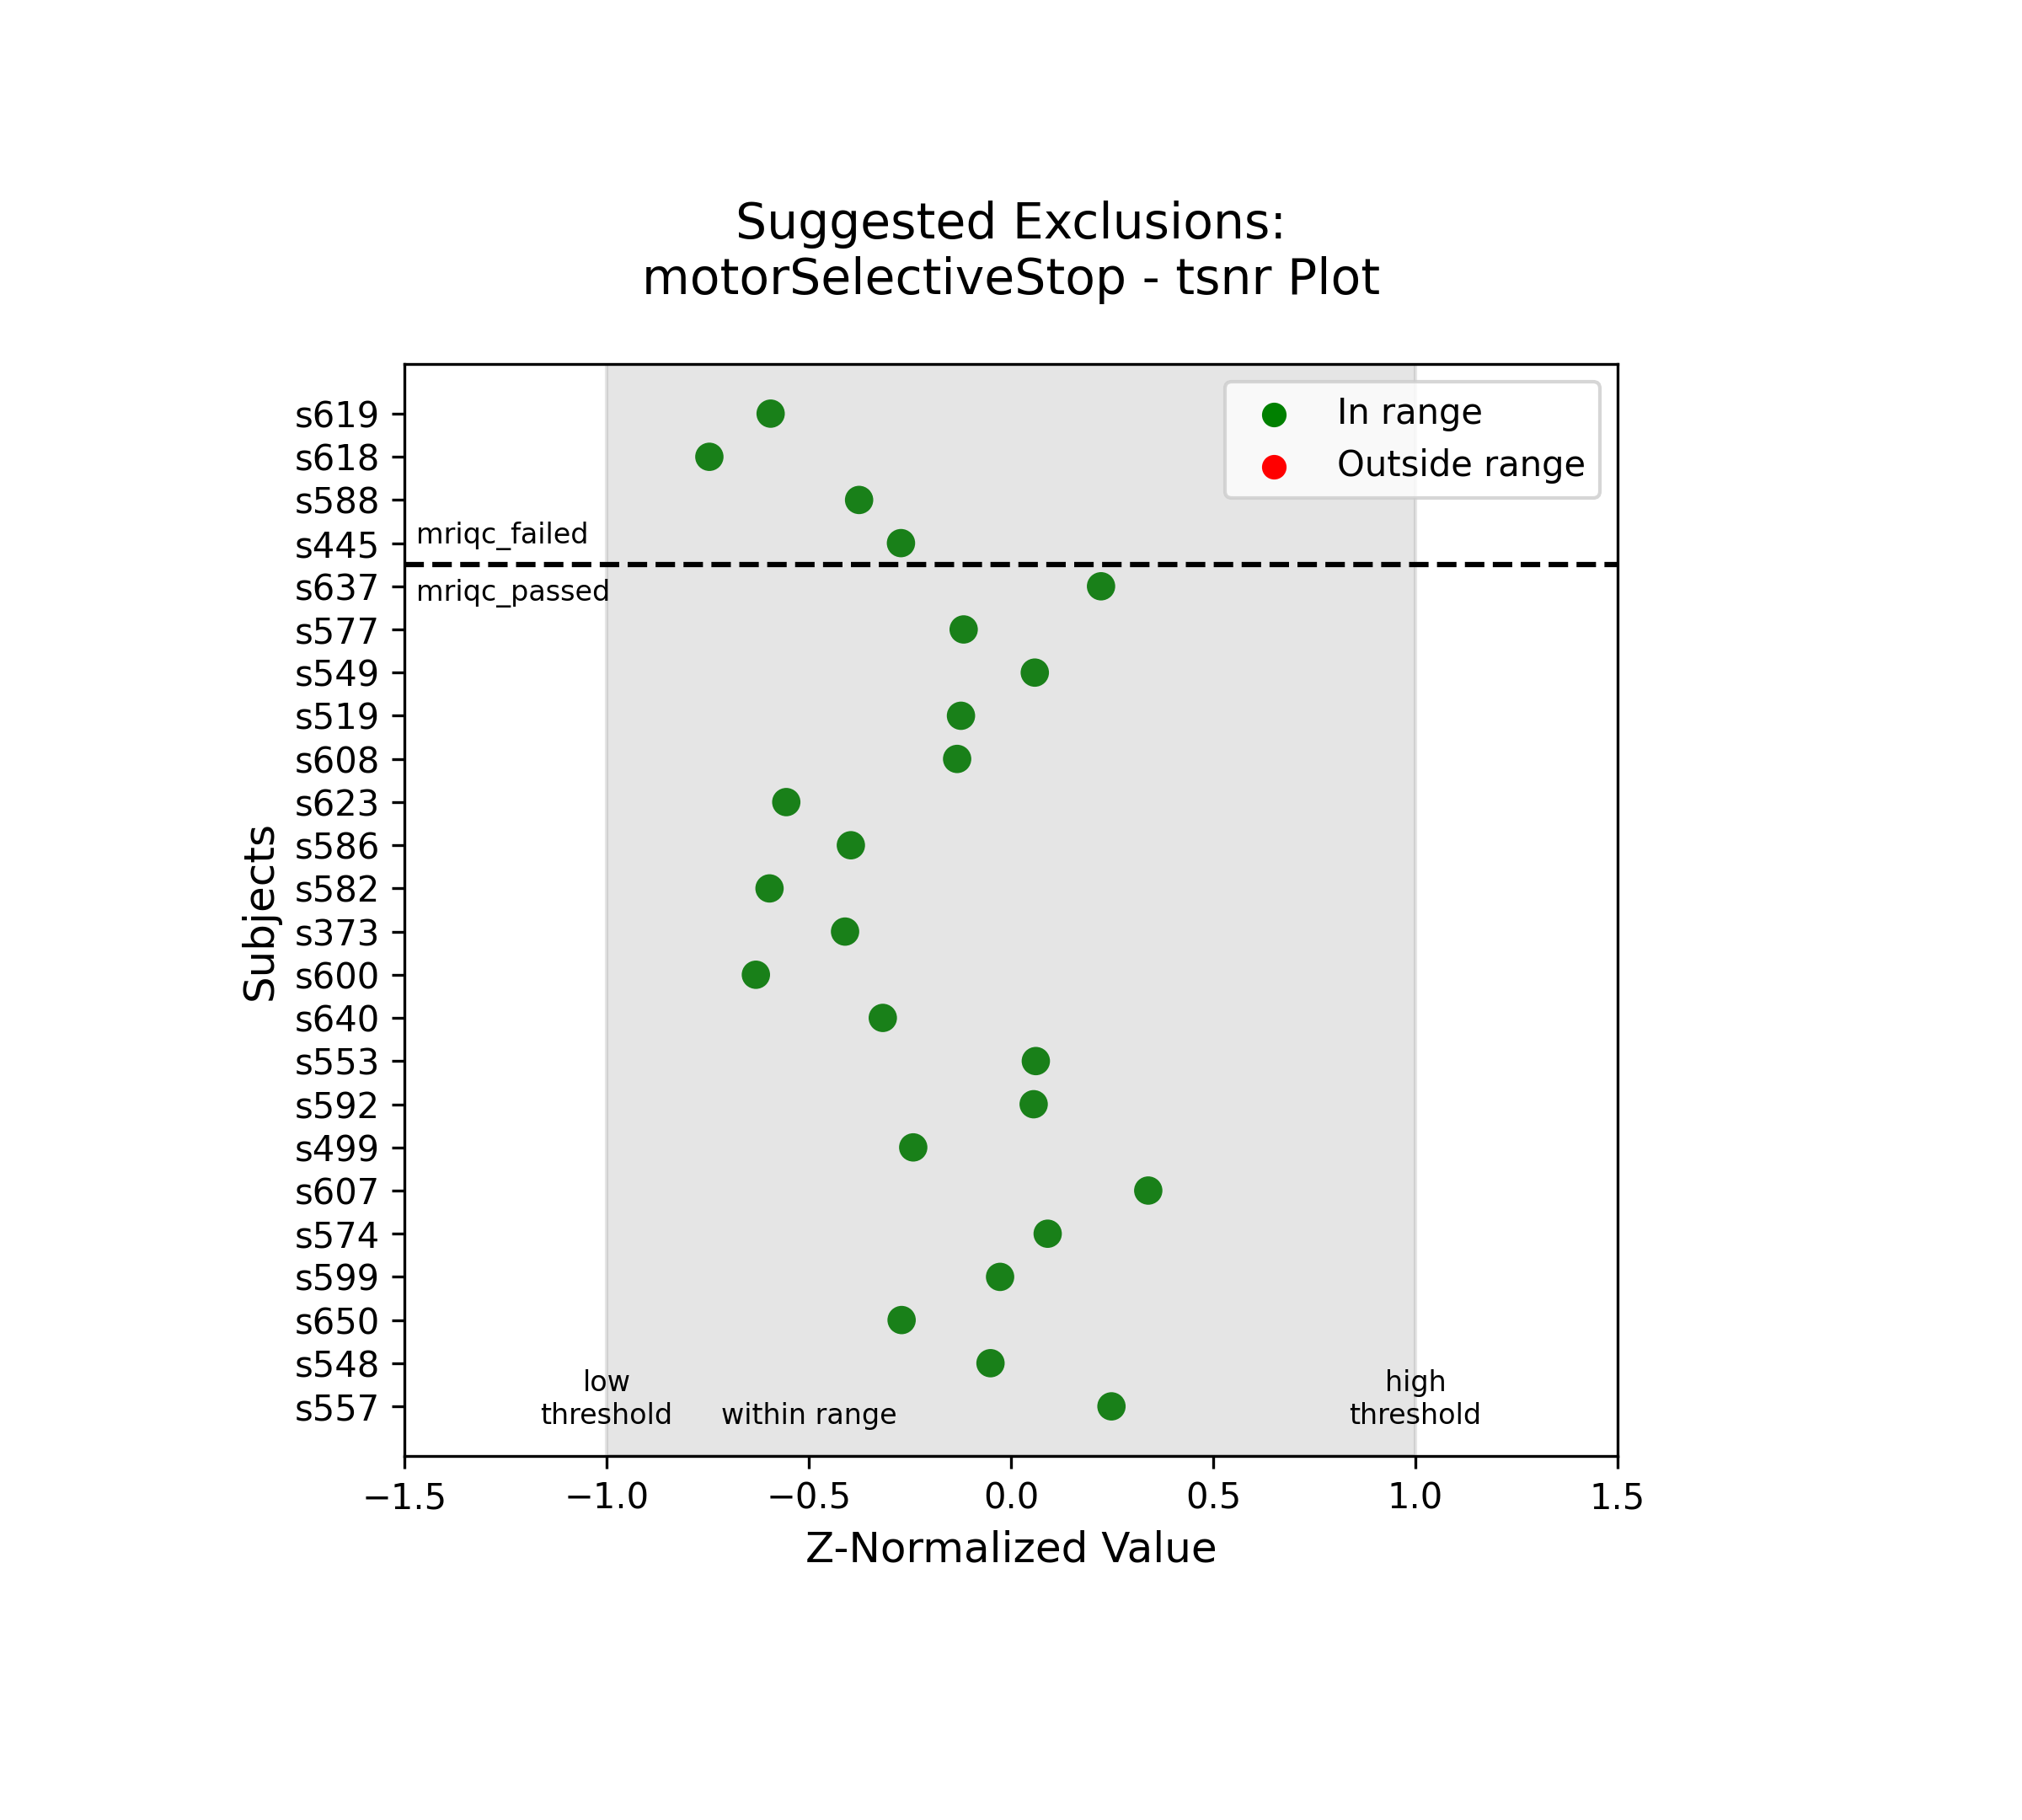 Suggested Exclusions:
motorSelectiveStop - tsnr Plot
In range
Outside range
s619
s618
s588
s445
mriqc_failed
s637
mriqc_passed
s577
s549
s519
s608
s623
s586
s582
s373
s600
s640
s553
s592
s499
s607
s574
s599
s650
s548
s557
Subjects
low
threshold
within range
high
threshold
−1.5
−1.0
−0.5
0.0
0.5
1.0
1.5
Z-Normalized Value